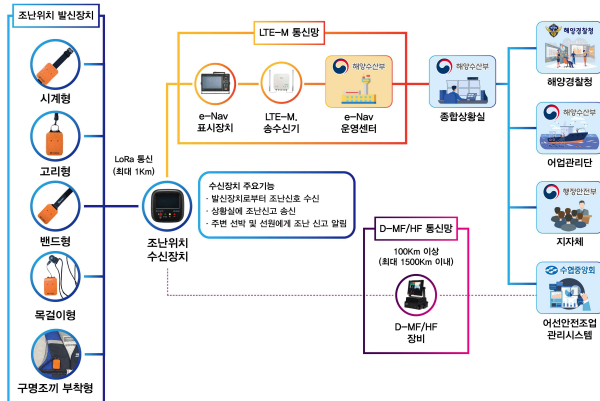 조난위치 발신장치
시계형
고리형
밴드형
목걸이형
구명조끼 부착형
LoRa 통신
(최대 1Km)
조난위치
수신장치
LTE-M 통신망
e-Nav
표시장치
LTE-M.
송수신기
해양수산부
e-Nav
운영센터
해양수산부
종합상황실
수신장치 주요기능
· 발신장치로부터 조난신호 수신
· 상황실에 조난신고 송신
· 주변 선박 및 선원에게 조난 신고 알림
D-MF/HF 통신망
100Km 이상
(최대 1500Km 이내)
D-MF/HF
장비
해양경찰청
해양경찰청
해양수산부
어업관리단
행정안전부
지자체
수협중앙회
어선안전조업
관리시스템